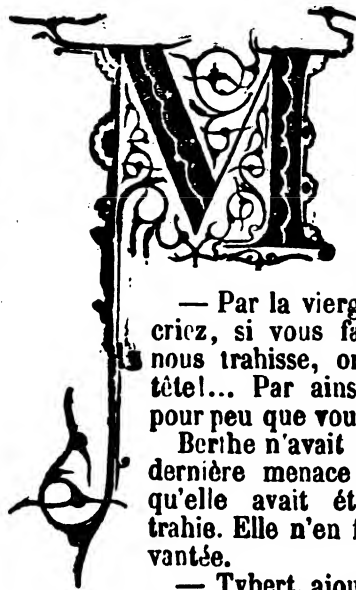 M
— Par la vierg
criez, si vous fa
nous trahisse, or
tête!... Par ains
pour peu que vou
Berthe n'avait
dernière menace
qu'elle avait ét
trahie. Elle n'en f
vantée.
— Tybert, ajou